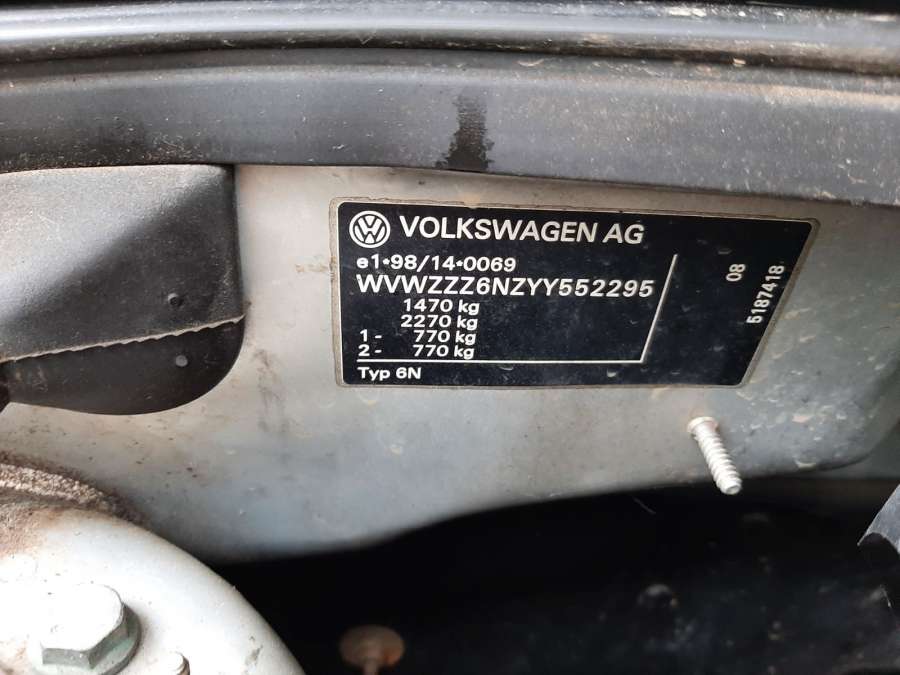 VOLKSWAGEN AG
e1•98/14•0069
WVWZZZ6NZYY552295
1470 kg
2270 kg
1- 770 kg
2- 770 kg
Typ 6N
08
5187418